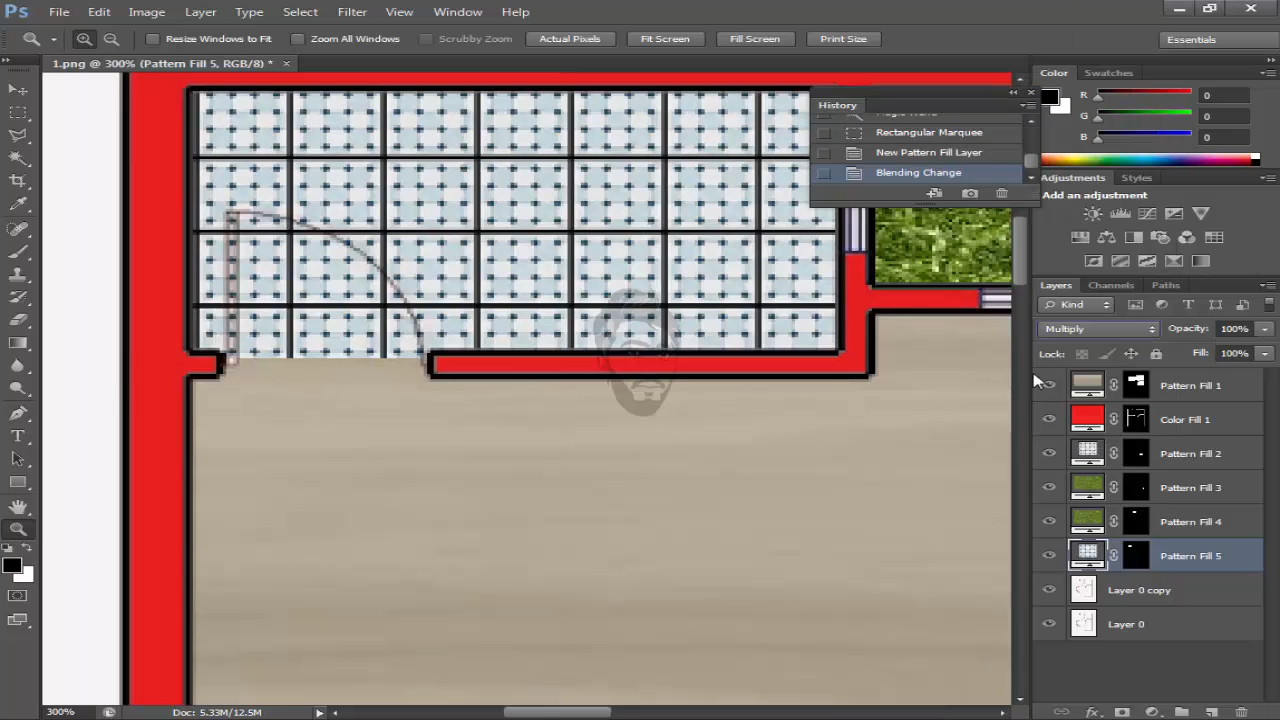 Ps File Edit Image Layer Type Select Filter View Window Help
Resize Windows to Fit Zoom All Windows Scrubby Zoom Actual Pixels Fit Screen Fill Screen Print Size Essentials
1.png @ 300% (Pattern Fill 5, RGB/8) *
Color Swatches
R 0
G 0
B 0
History
Rectangular Marquee
New Pattern Fill Layer
Blending Change
Adjustments Styles
Add an adjustment
Layers Channels Paths
Kind
Multiply Opacity: 100%
Lock: Fill: 100%
Pattern Fill 1
Color Fill 1
Pattern Fill 2
Pattern Fill 3
Pattern Fill 4
Pattern Fill 5
Layer 0 copy
Layer 0
300% Doc: 5.33M/12.5M